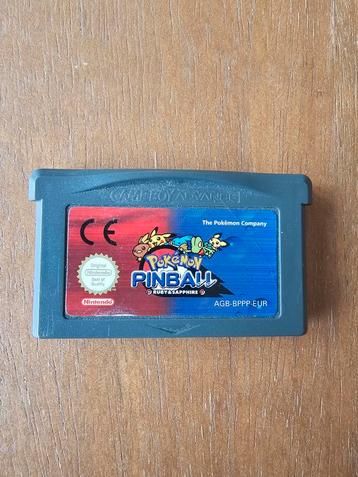 GAME BOY ADVANCE
CE
The Pokémon Company
Original
Nintendo
Seal of
Quality
POKéMON
PINBALL
RUBY & SAPPHIRE
Nintendo
AGB-BPPP-EUR